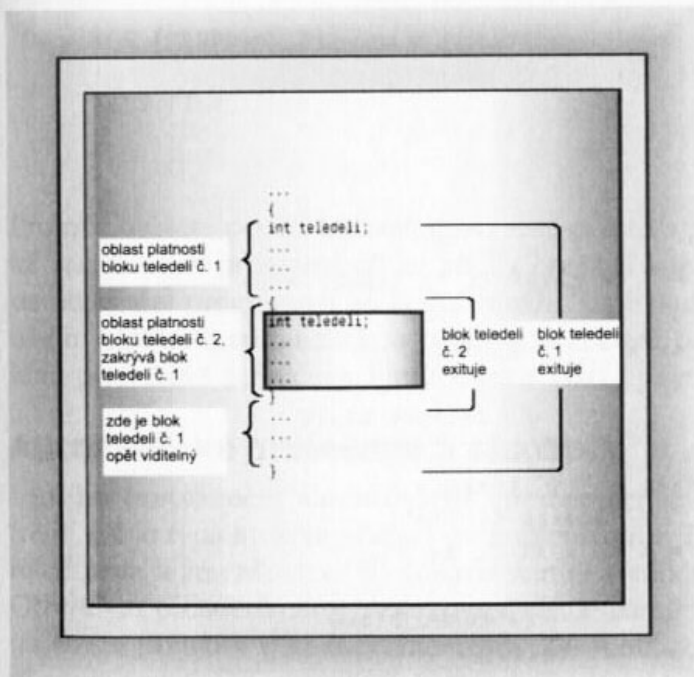 ...
{
int teledeli;
...
...
...
{
int teledeli;
...
...
...
}
...
...
...
}
oblast platnosti
bloku teledeli č. 1
oblast platnosti
bloku teledeli č. 2,
zakrývá blok
teledeli č. 1
zde je blok
teledeli č. 1
opět viditelný
blok teledeli
č. 2
exituje
blok teledeli
č. 1
exituje